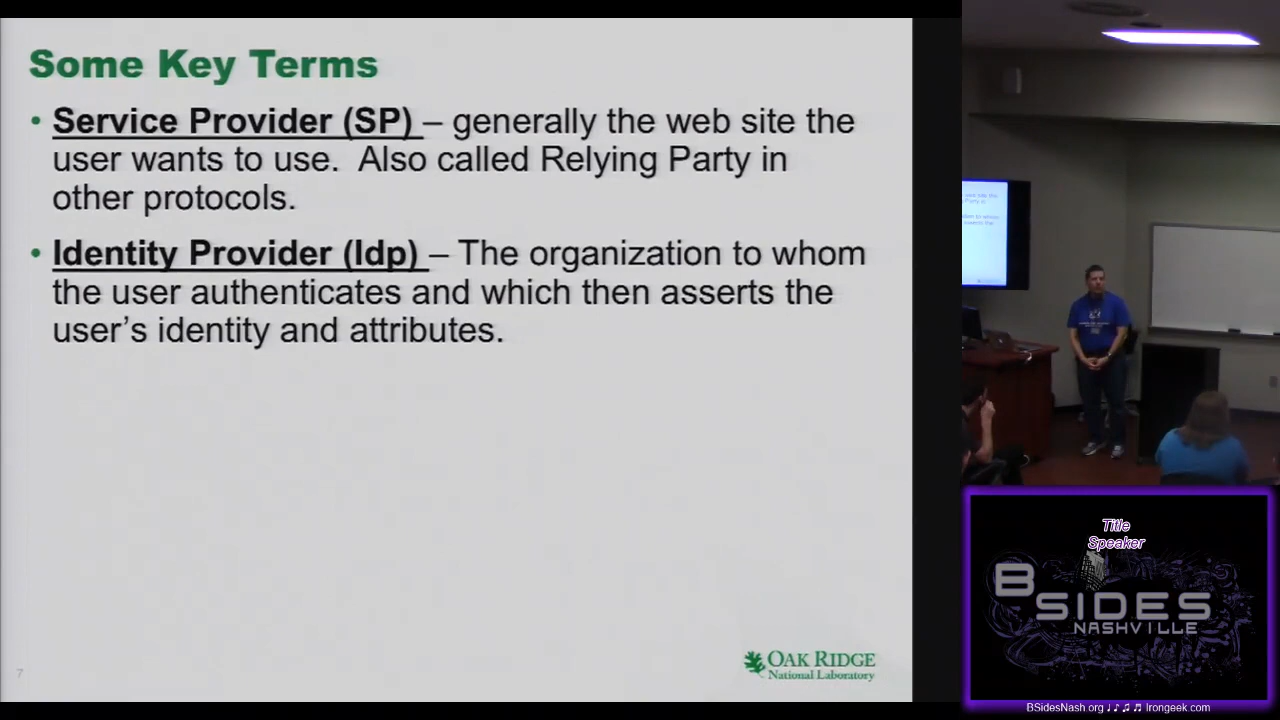 Some Key Terms
• Service Provider (SP) – generally the web site the
user wants to use.  Also called Relying Party in
other protocols.
• Identity Provider (Idp) – The organization to whom
the user authenticates and which then asserts the
user's identity and attributes.
7
OAK RIDGE
National Laboratory
Title
Speaker
BSIDES
NASHVILLE
BSidesNash.org ♩ ♪ ♫ ♬ Irongeek.com